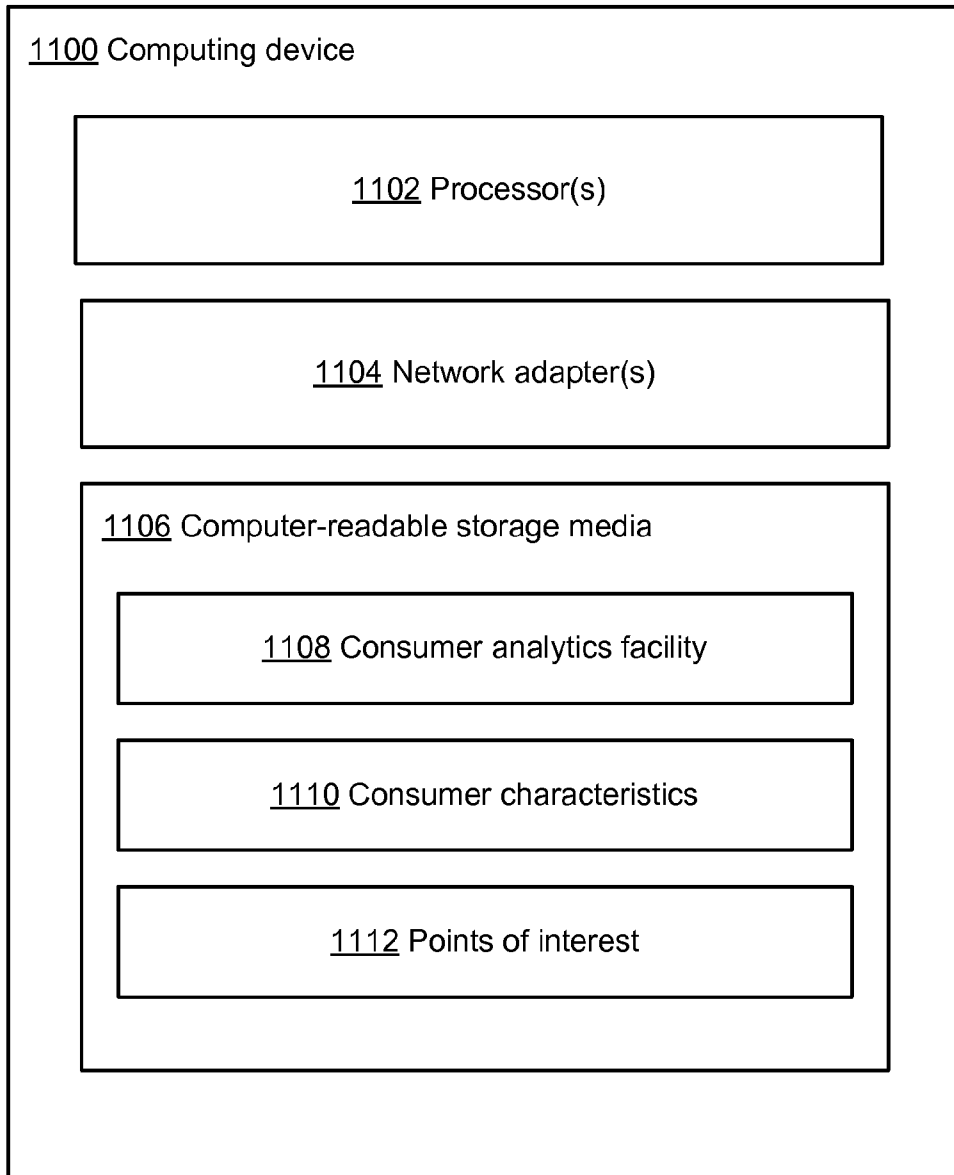 1100 Computing device
1102 Processor(s)
1104 Network adapter(s)
1106 Computer-readable storage media
1108 Consumer analytics facility
1110 Consumer characteristics
1112 Points of interest